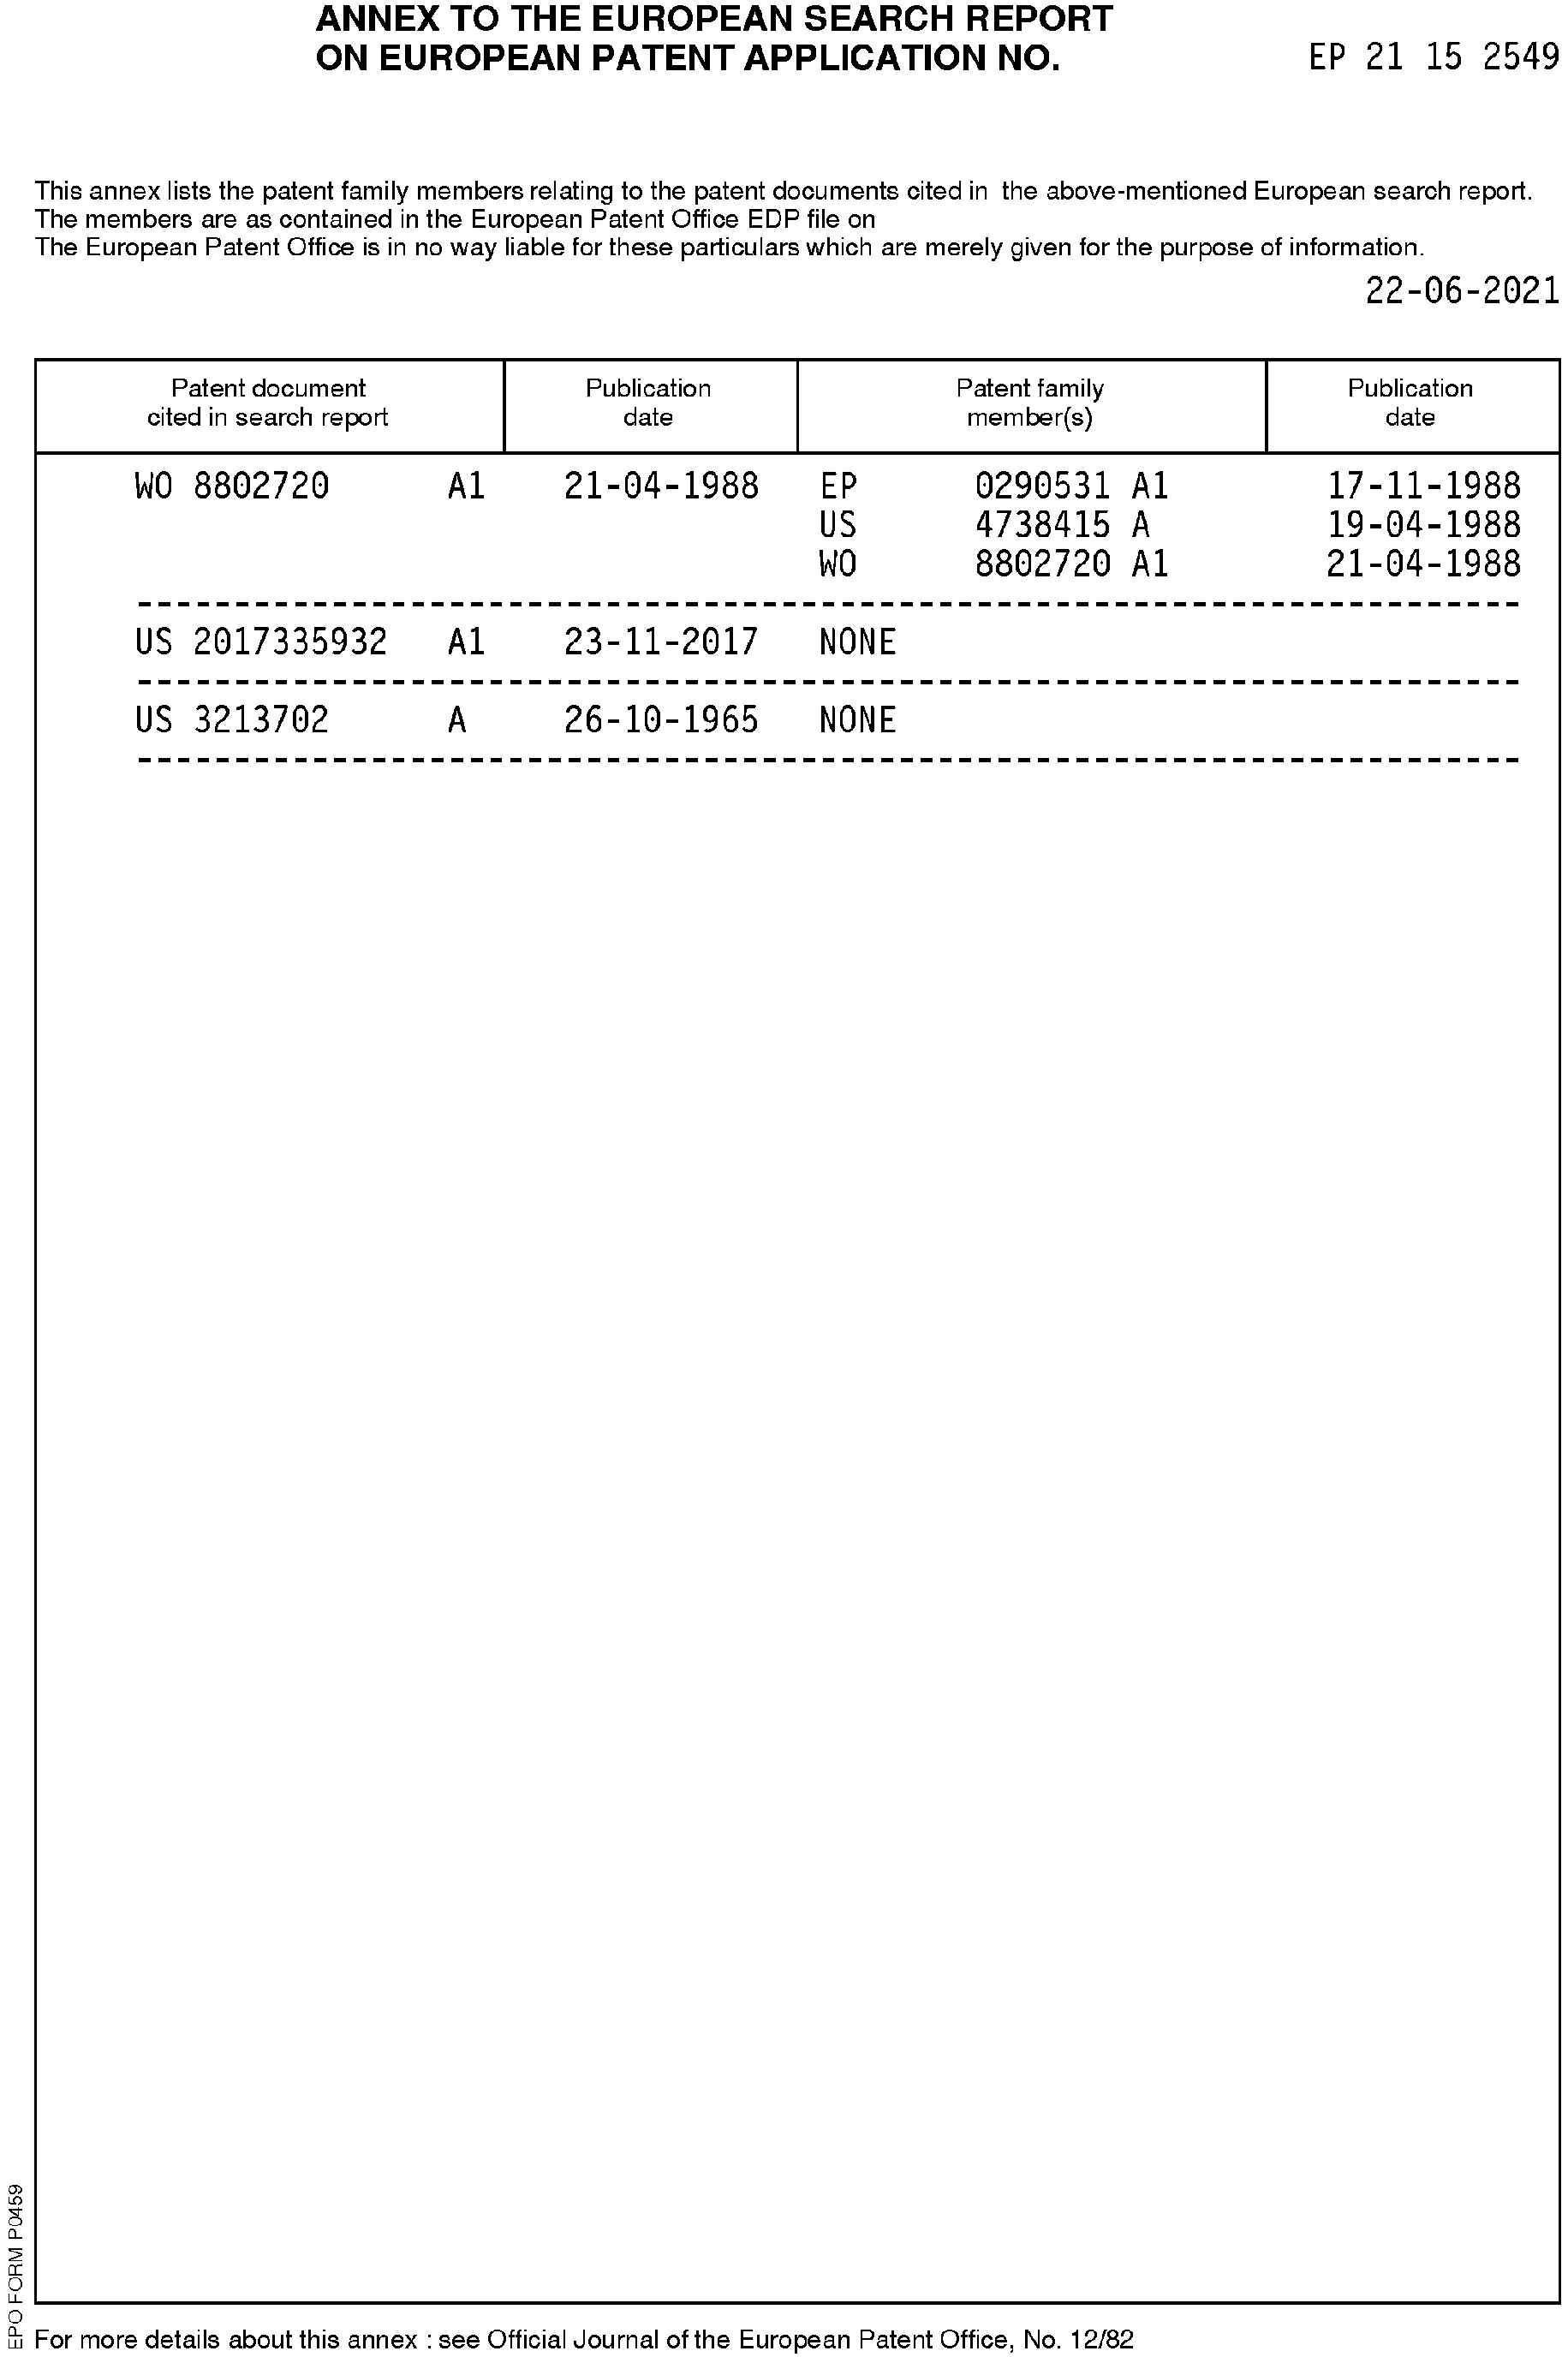 ANNEX TO THE EUROPEAN SEARCH REPORT
ON EUROPEAN PATENT APPLICATION NO. EP 21 15 2549
This annex lists the patent family members relating to the patent documents cited in the above-mentioned European search report.
The members are as contained in the European Patent Office EDP file on
The European Patent Office is in no way liable for these particulars which are merely given for the purpose of information.
22-06-2021
Patent document cited in search report Publication date Patent family member(s) Publication date
WO 8802720 A1 21-04-1988 EP 0290531 A1 17-11-1988
US 4738415 A 19-04-1988
WO 8802720 A1 21-04-1988
US 2017335932 A1 23-11-2017 NONE
US 3213702 A 26-10-1965 NONE
EPO FORM P0459
For more details about this annex : see Official Journal of the European Patent Office, No. 12/82